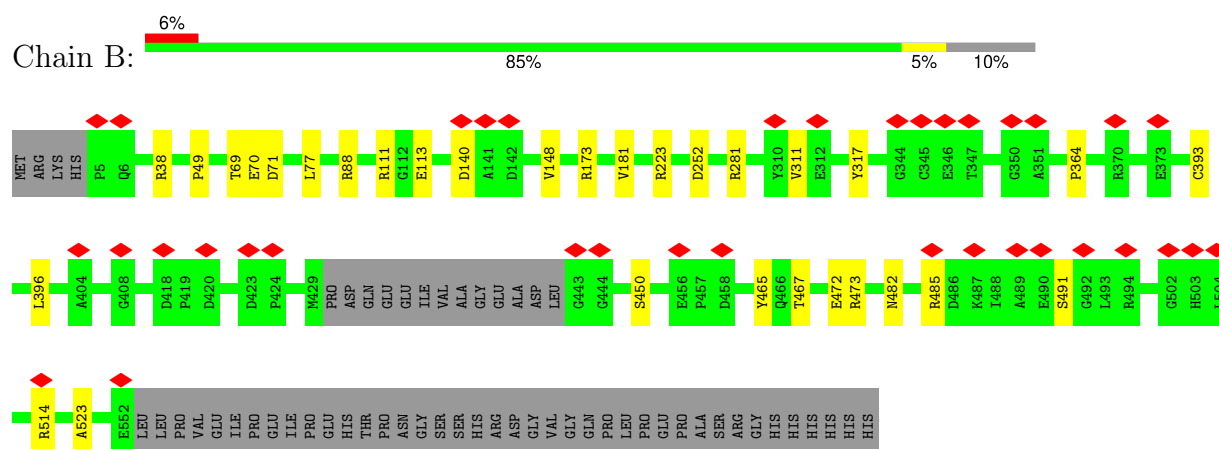 6%
Chain B:
85% 5% 10%
MET ARG LYS HIS P5 Q6 R38 P49 T69 E70 D71 L77 R88 R111 G112 E113 D140 A141 D142 V148 R173 V181 R223 D252 R281 Y310 V311 E312 Y317 G344 C345 E346 T347 G350 A351 P364 R370 E373 C393
L396 A404 G408 D418 P419 D420 D423 P424 M429 PRO ASP GLN GLU GLU ILE VAL ALA GLY GLU ALA ASP LEU G443 G444 S450 E456 P457 D458 Y465 Q466 T467 E472 R473 N482 R485 D486 K487 I488 A489 E490 S491 G492 L493 R494 G502 H503
R514 A523 E552 LEU LEU PRO VAL GLU ILE PRO GLU ILE PRO GLU HIS THR PRO ASN GLY SER SER HIS ARG ASP GLY VAL GLY GLN PRO LEU PRO GLU PRO ALA SER ARG GLY HIS HIS HIS HIS HIS HIS